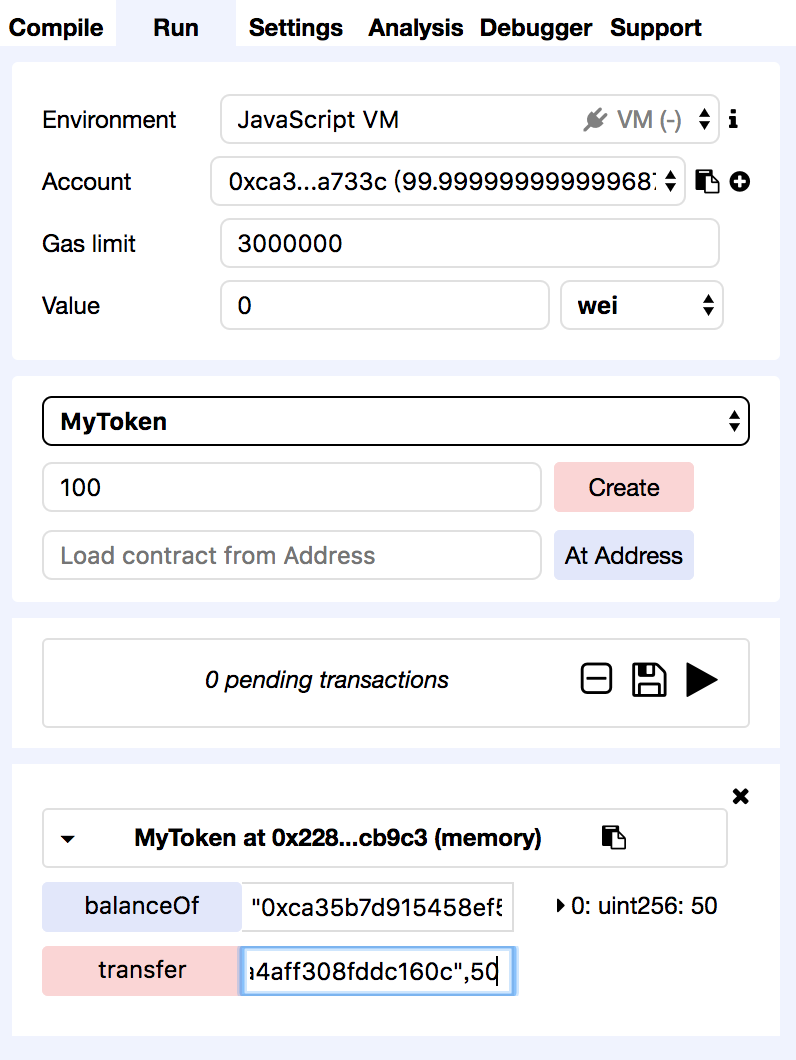 Compile Run Settings Analysis Debugger Support
Environment JavaScript VM VM (-) i
Account 0xca3...a733c (99.999999999999687
Gas limit 3000000
Value 0 wei
MyToken
100 Create
Load contract from Address At Address
0 pending transactions
MyToken at 0x228...cb9c3 (memory)
balanceOf "0xca35b7d915458ef5 0: uint256: 50
transfer a4aff308fddc160c",50